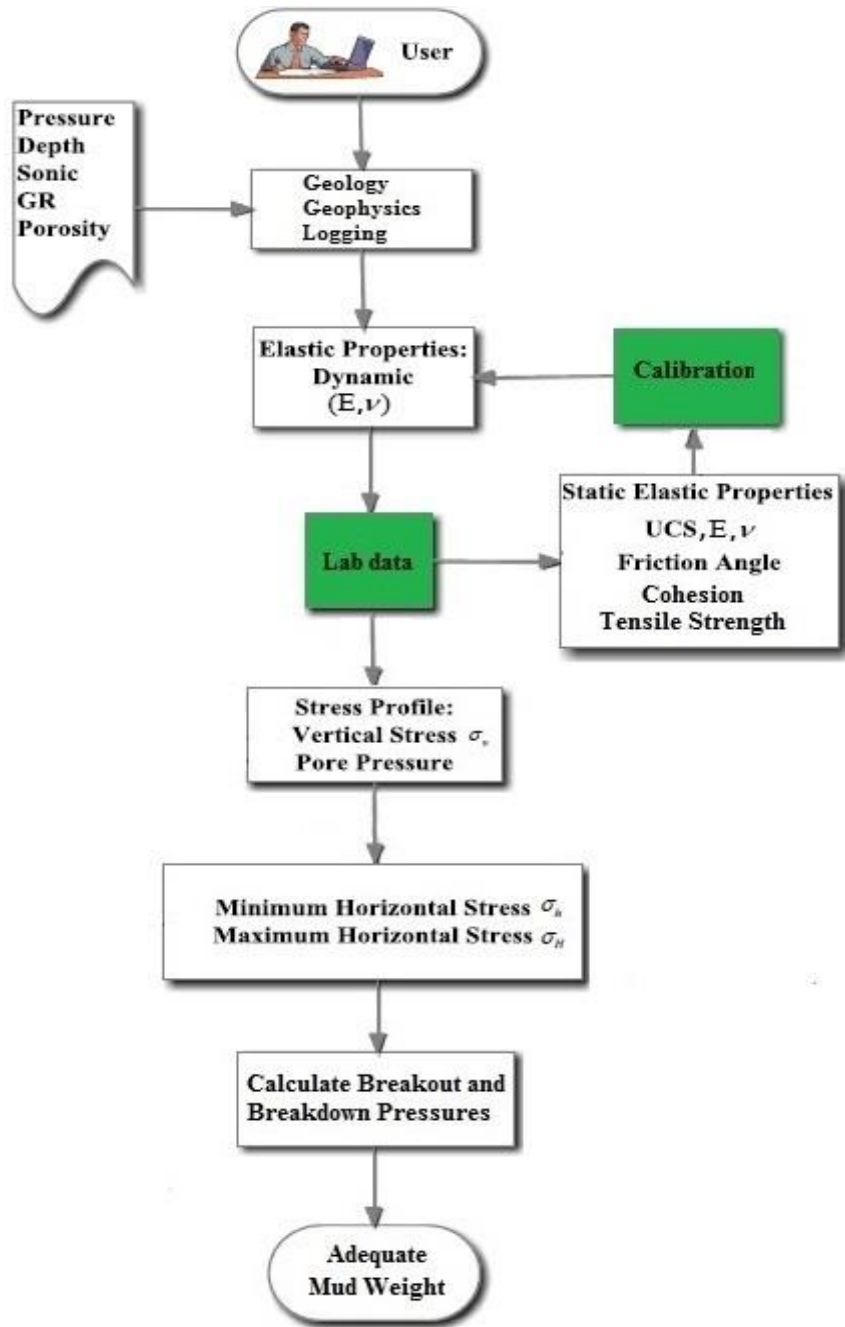 User
Pressure
Depth
Sonic
GR
Porosity
Geology
Geophysics
Logging
Elastic Properties:
Dynamic
(E,ν)
Calibration
Static Elastic Properties
UCS,E,ν
Friction Angle
Cohesion
Tensile Strength
Lab data
Stress Profile:
Vertical Stress σᵥ
Pore Pressure
Minimum Horizontal Stress σₕ
Maximum Horizontal Stress σ_H
Calculate Breakout and
Breakdown Pressures
Adequate
Mud Weight